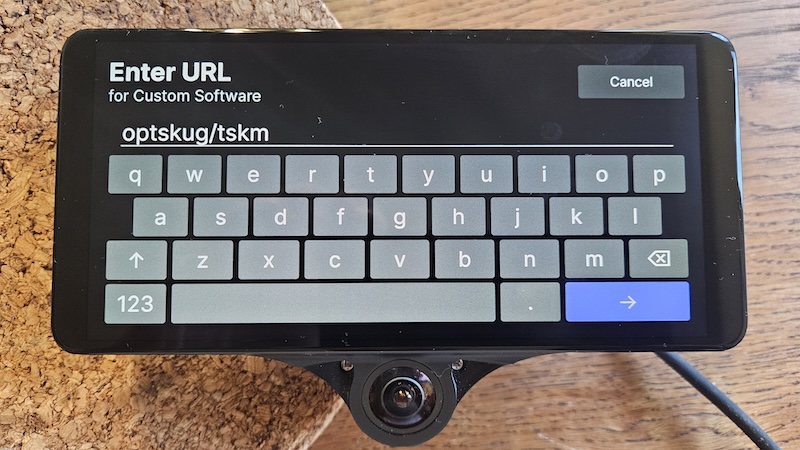 Enter URL
for Custom Software
Cancel
optskug/tskm
q w e r t y u i o p
a s d f g h j k l
↑ z x c v b n m ⌫
123 . →